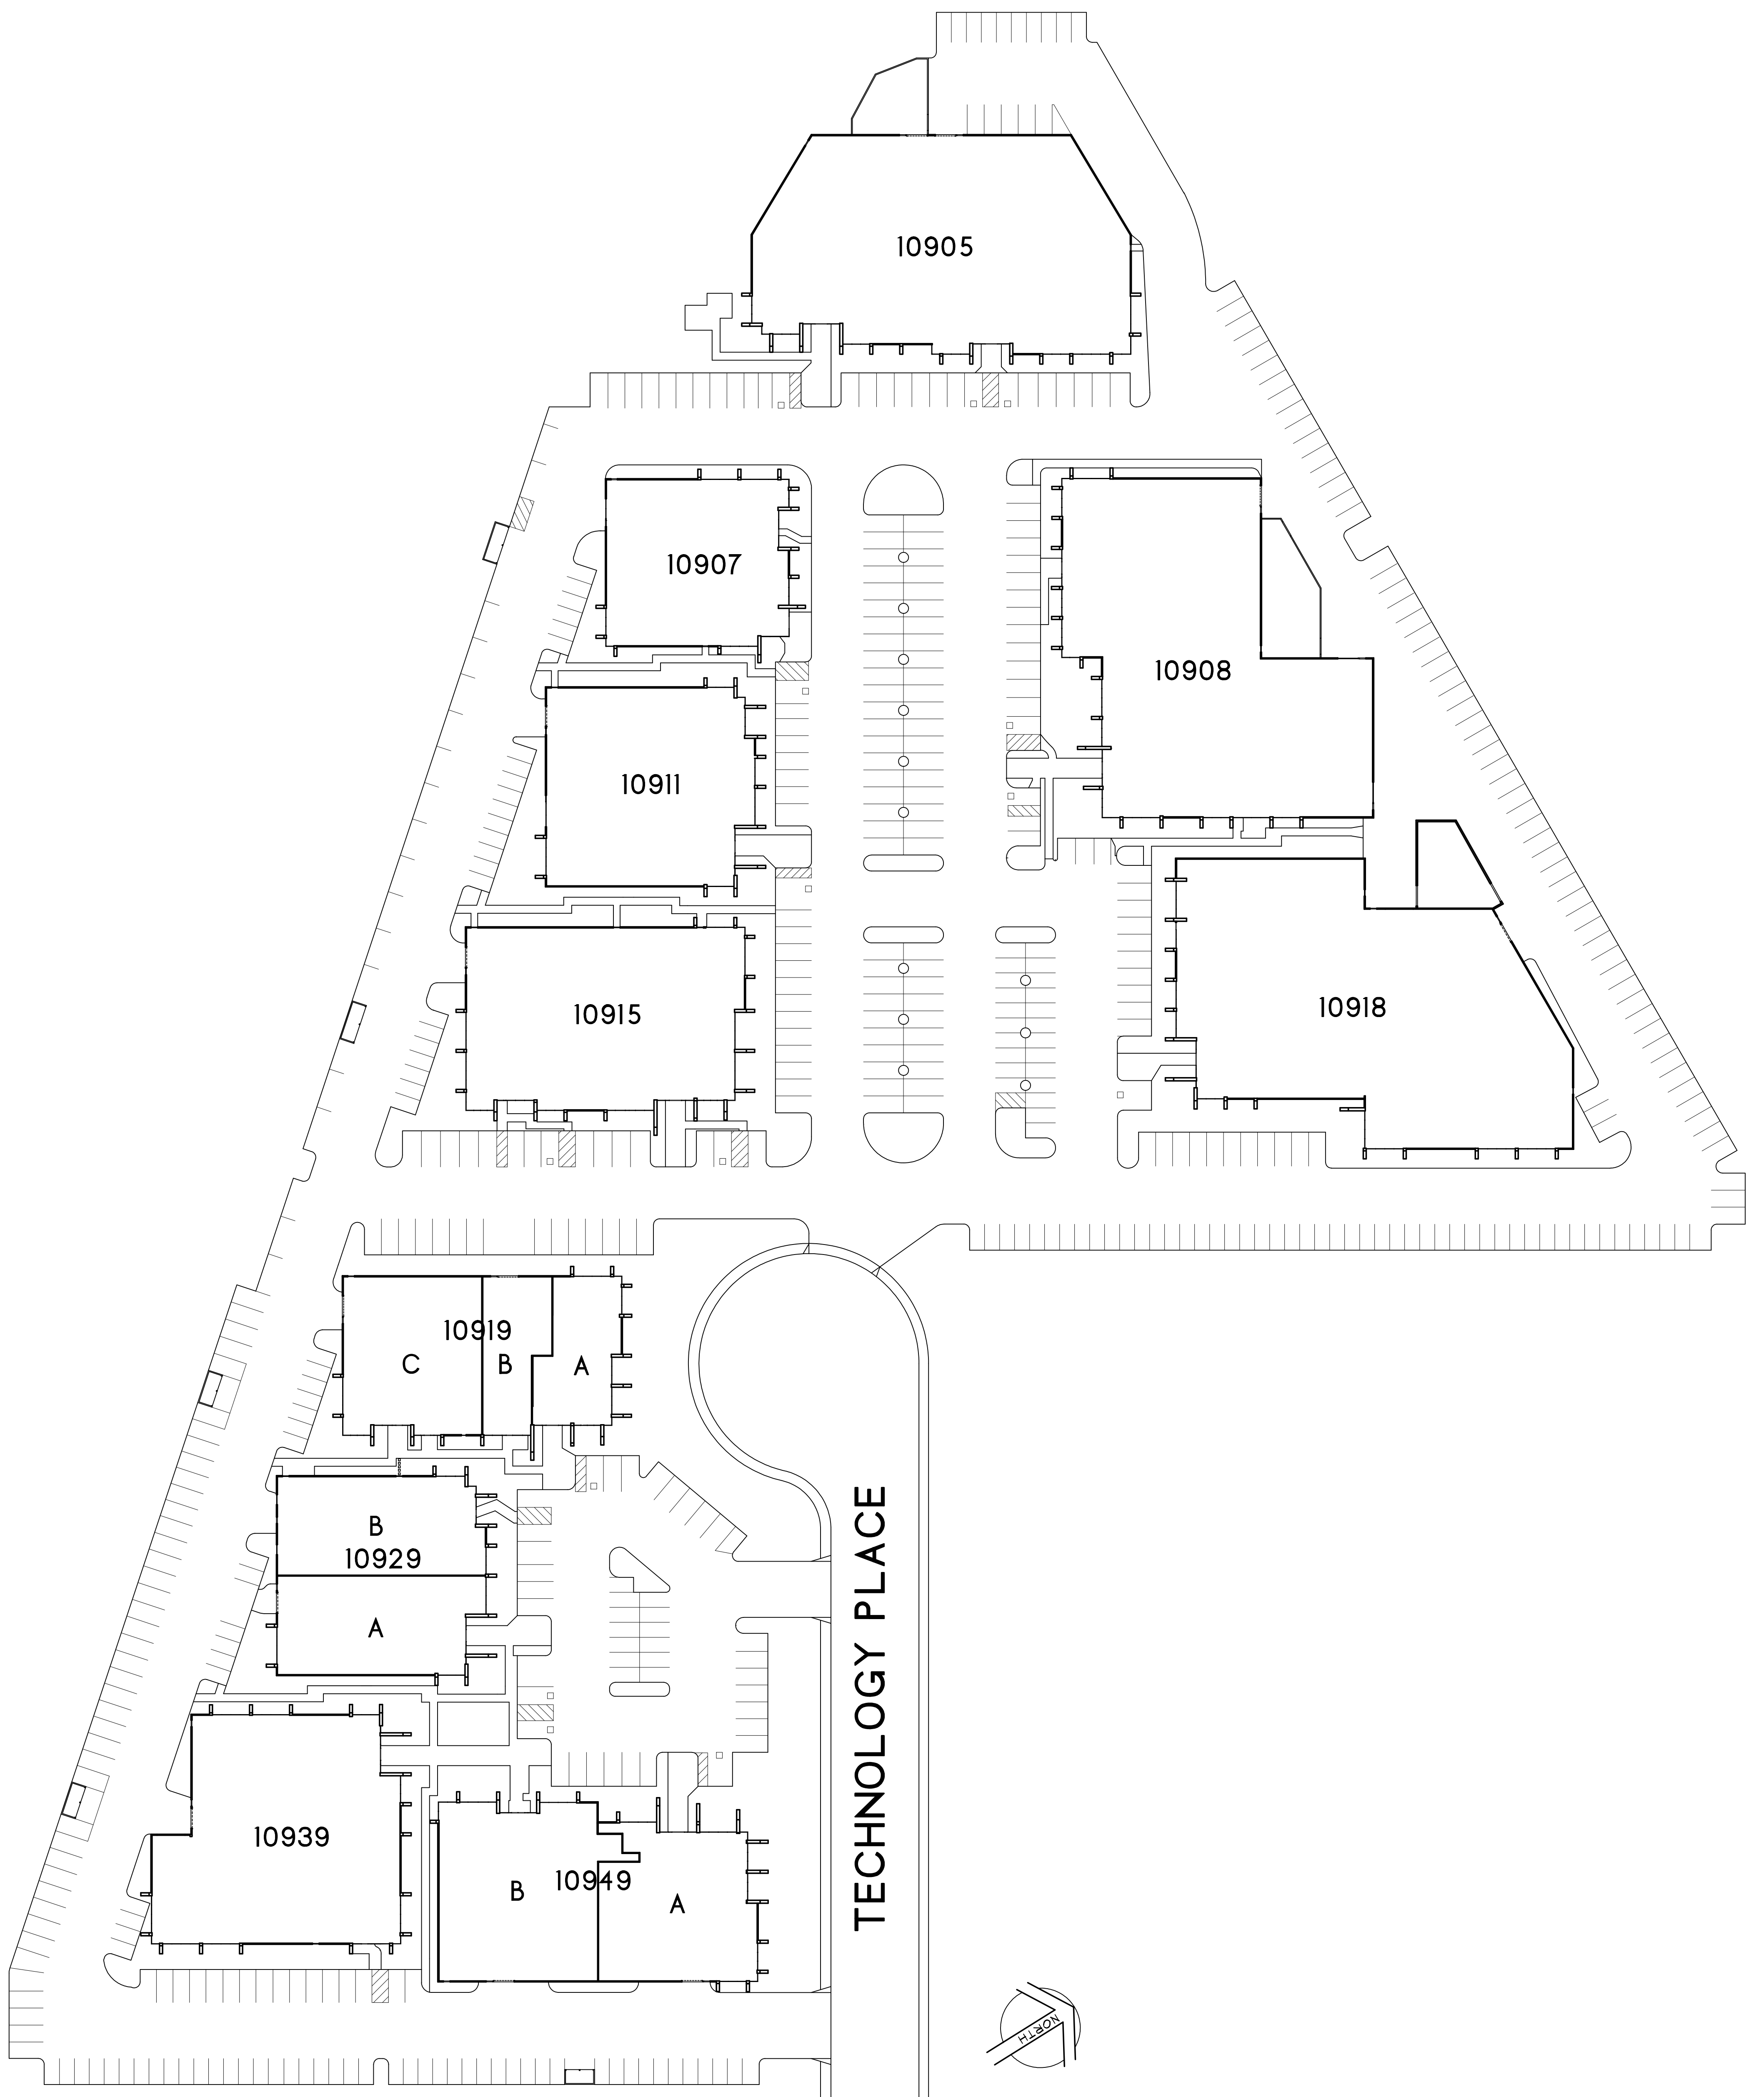 10905
10907
10908
10911
10918
10915
10919
C
B
A
B
10929
A
TECHNOLOGY PLACE
10939
10949
B
A
NORTH